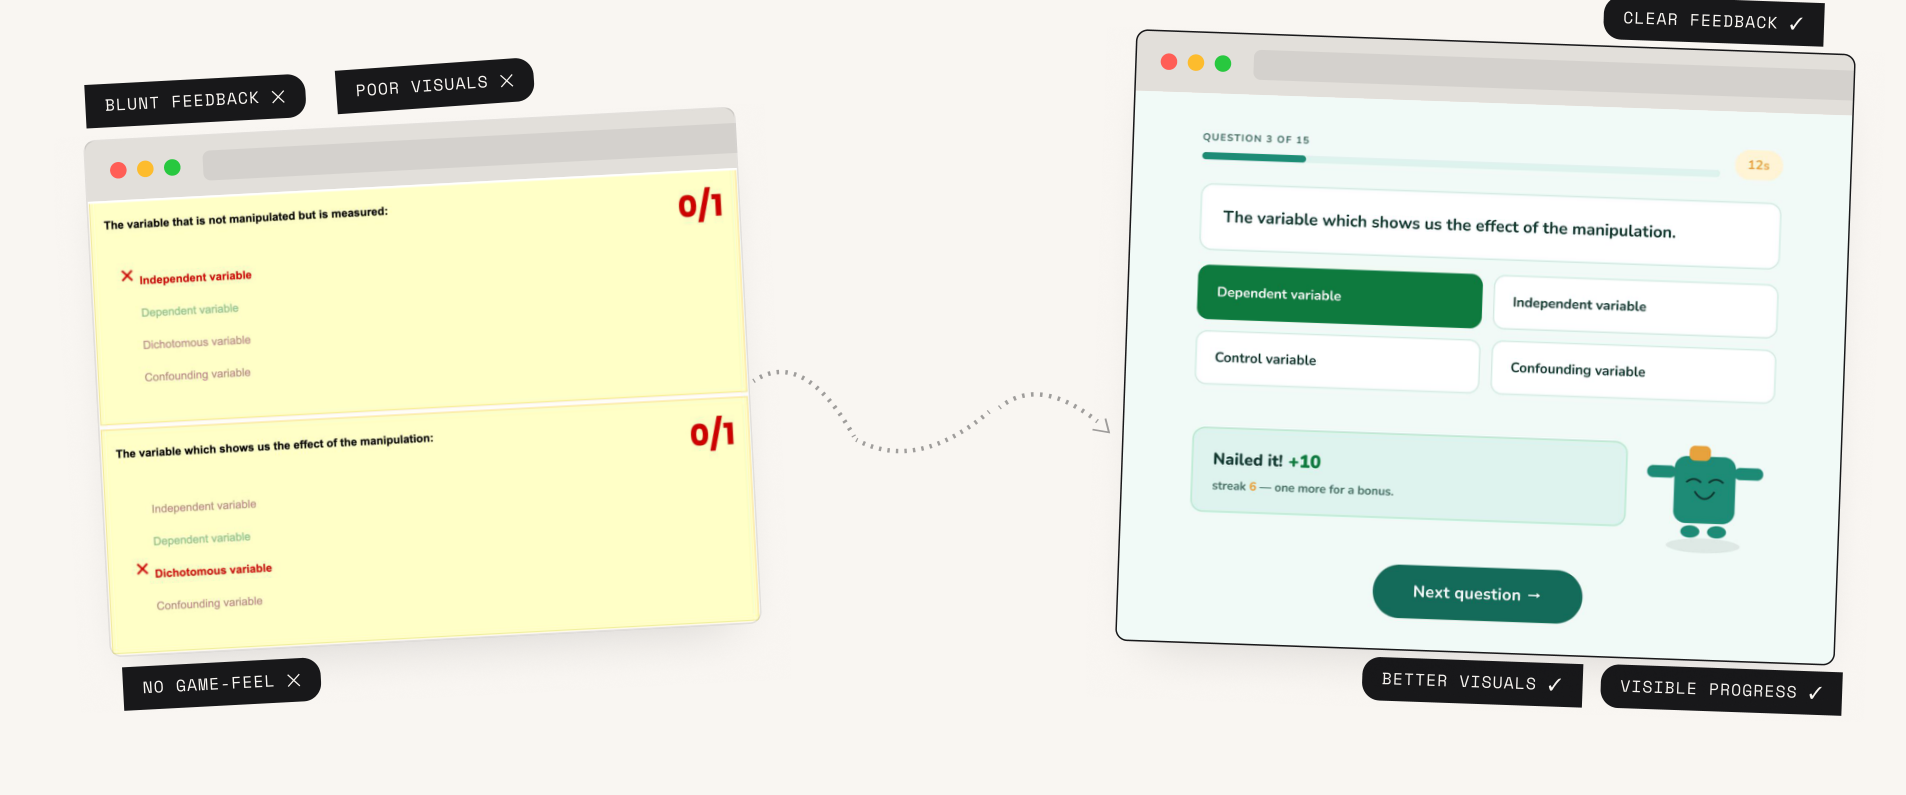 BLUNT FEEDBACK ✕
POOR VISUALS ✕
The variable that is not manipulated but is measured:
0/1
✕ Independent variable
Dependent variable
Dichotomous variable
Confounding variable
The variable which shows us the effect of the manipulation:
0/1
Independent variable
Dependent variable
✕ Dichotomous variable
Confounding variable
NO GAME-FEEL ✕
CLEAR FEEDBACK ✓
QUESTION 3 OF 15
12s
The variable which shows us the effect of the manipulation.
Dependent variable
Independent variable
Control variable
Confounding variable
Nailed it! +10
streak 6 — one more for a bonus.
Next question →
BETTER VISUALS ✓
VISIBLE PROGRESS ✓